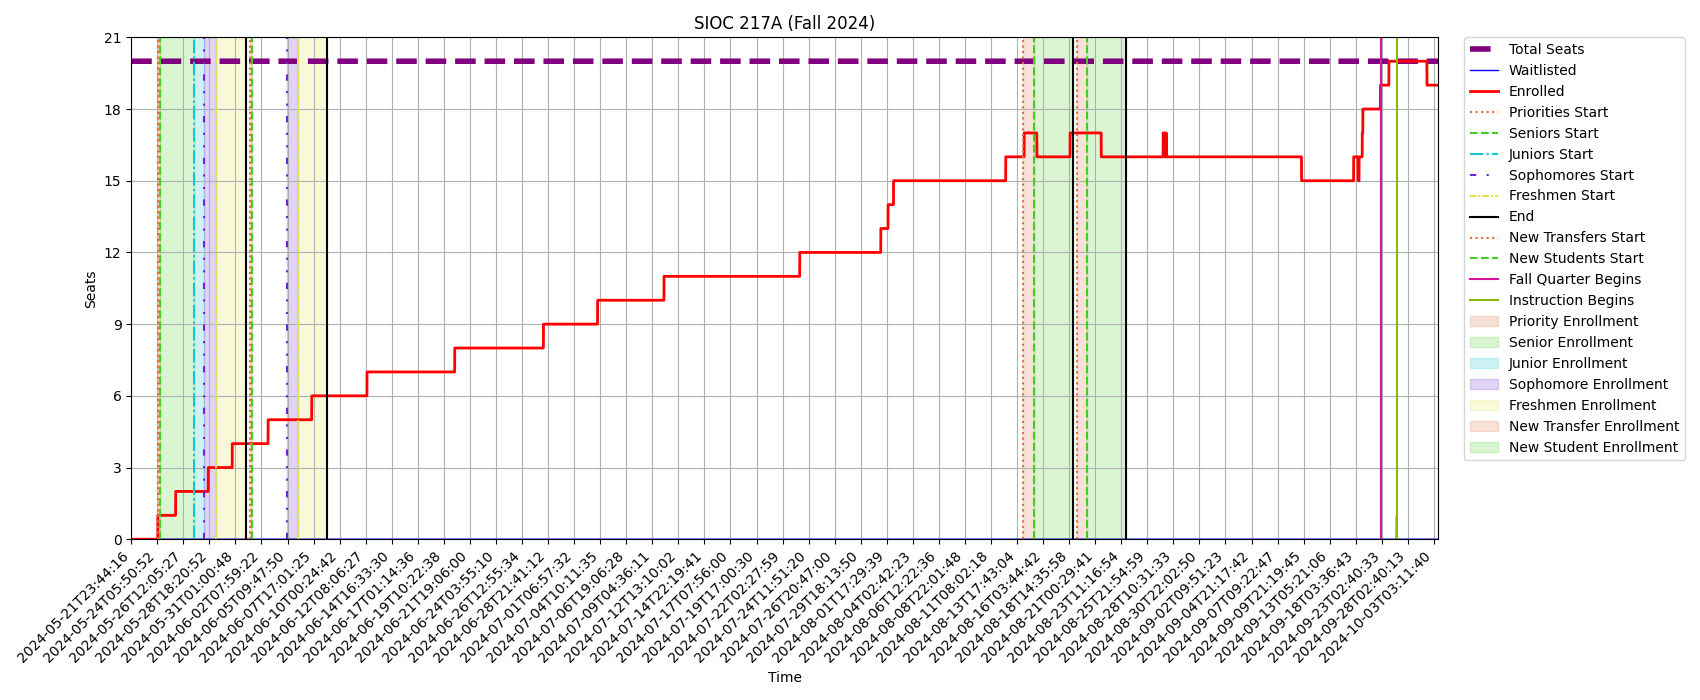 SIOC 217A (Fall 2024)
21
18
15
12
9
6
3
0
Seats
2024-05-21T23:44:16
2024-05-24T05:50:52
2024-05-26T12:05:27
2024-05-28T18:20:52
2024-05-31T01:00:48
2024-06-02T07:59:22
2024-06-05T09:47:50
2024-06-07T17:01:25
2024-06-10T00:24:42
2024-06-12T08:06:27
2024-06-14T16:33:30
2024-06-17T01:14:36
2024-06-19T10:22:38
2024-06-21T19:06:00
2024-06-24T03:55:10
2024-06-26T12:55:34
2024-06-28T21:41:12
2024-07-01T06:57:32
2024-07-04T10:11:35
2024-07-06T19:06:28
2024-07-09T04:36:11
2024-07-12T13:10:02
2024-07-14T22:19:41
2024-07-17T07:56:00
2024-07-19T17:00:30
2024-07-22T02:27:59
2024-07-24T11:51:20
2024-07-26T20:47:00
2024-07-29T18:13:50
2024-08-01T17:29:39
2024-08-04T02:42:23
2024-08-06T12:22:36
2024-08-08T22:01:48
2024-08-11T08:02:18
2024-08-13T17:43:04
2024-08-16T03:44:42
2024-08-18T14:35:58
2024-08-21T00:29:41
2024-08-23T11:16:54
2024-08-25T21:54:59
2024-08-28T10:31:33
2024-08-30T22:02:50
2024-09-02T09:51:23
2024-09-04T21:17:42
2024-09-07T09:22:47
2024-09-09T21:19:45
2024-09-13T05:21:06
2024-09-18T03:36:43
2024-09-23T02:40:33
2024-09-28T02:40:13
2024-10-03T03:11:40
Time
Total Seats
Waitlisted
Enrolled
Priorities Start
Seniors Start
Juniors Start
Sophomores Start
Freshmen Start
End
New Transfers Start
New Students Start
Fall Quarter Begins
Instruction Begins
Priority Enrollment
Senior Enrollment
Junior Enrollment
Sophomore Enrollment
Freshmen Enrollment
New Transfer Enrollment
New Student Enrollment